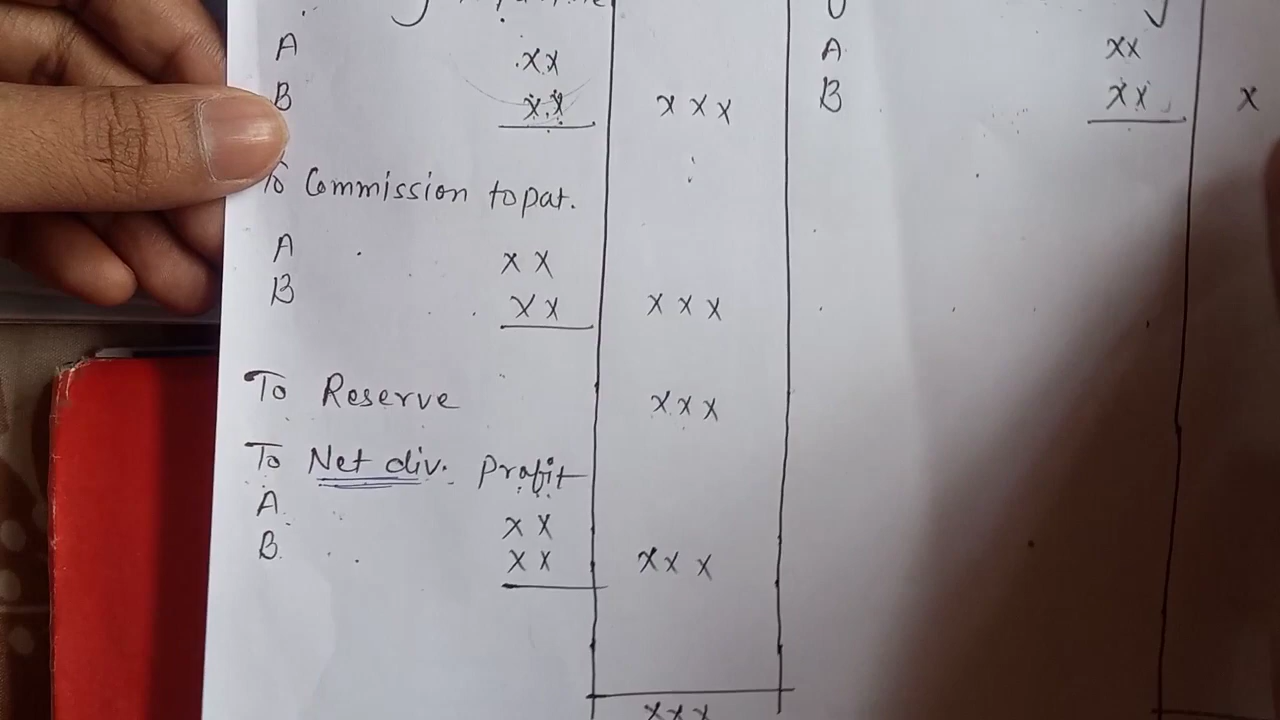 A xx A xx
B xx xxx B xx x
To Commission to pat.
A xx
B xx xxx
To Reserve xxx
To Net div. Profit
A xx
B. xx xxx
xxx